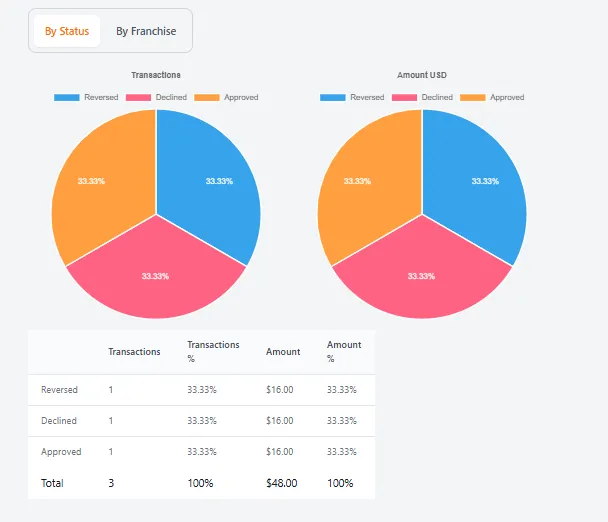 By Status By Franchise
Transactions Amount USD
Reversed Declined Approved Reversed Declined Approved
33.33% 33.33% 33.33% 33.33%
33.33% 33.33%
Transactions Transactions % Amount Amount %
Reversed 1 33.33% $16.00 33.33%
Declined 1 33.33% $16.00 33.33%
Approved 1 33.33% $16.00 33.33%
Total 3 100% $48.00 100%